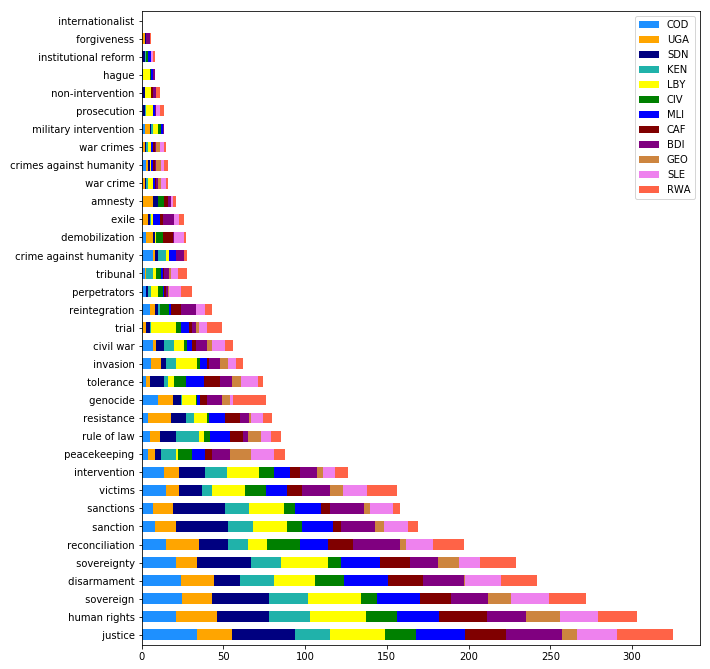 internationalist
forgiveness
institutional reform
hague
non-intervention
prosecution
military intervention
war crimes
crimes against humanity
war crime
amnesty
exile
demobilization
crime against humanity
tribunal
perpetrators
reintegration
trial
civil war
invasion
tolerance
genocide
resistance
rule of law
peacekeeping
intervention
victims
sanctions
sanction
reconciliation
sovereignty
disarmament
sovereign
human rights
justice
0 50 100 150 200 250 300
COD
UGA
SDN
KEN
LBY
CIV
MLI
CAF
BDI
GEO
SLE
RWA